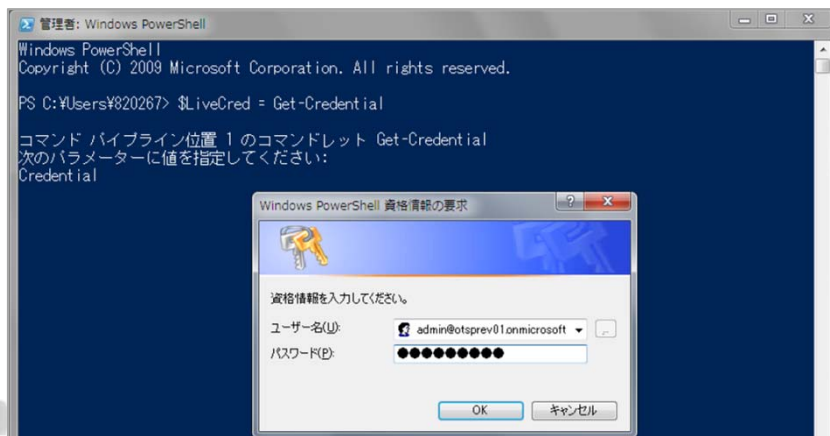 管理者: Windows PowerShell
Windows PowerShell
Copyright (C) 2009 Microsoft Corporation. All rights reserved.
PS C:¥Users¥820267> $LiveCred = Get-Credential
コマンド パイプライン位置 1 のコマンドレット Get-Credential
次のパラメーターに値を指定してください:
Credential
Windows PowerShell 資格情報の要求
資格情報を入力してください。
ユーザー名(U):
admin@otsprev01.onmicrosoft
パスワード(P):
●●●●●●●●●
OK
キャンセル